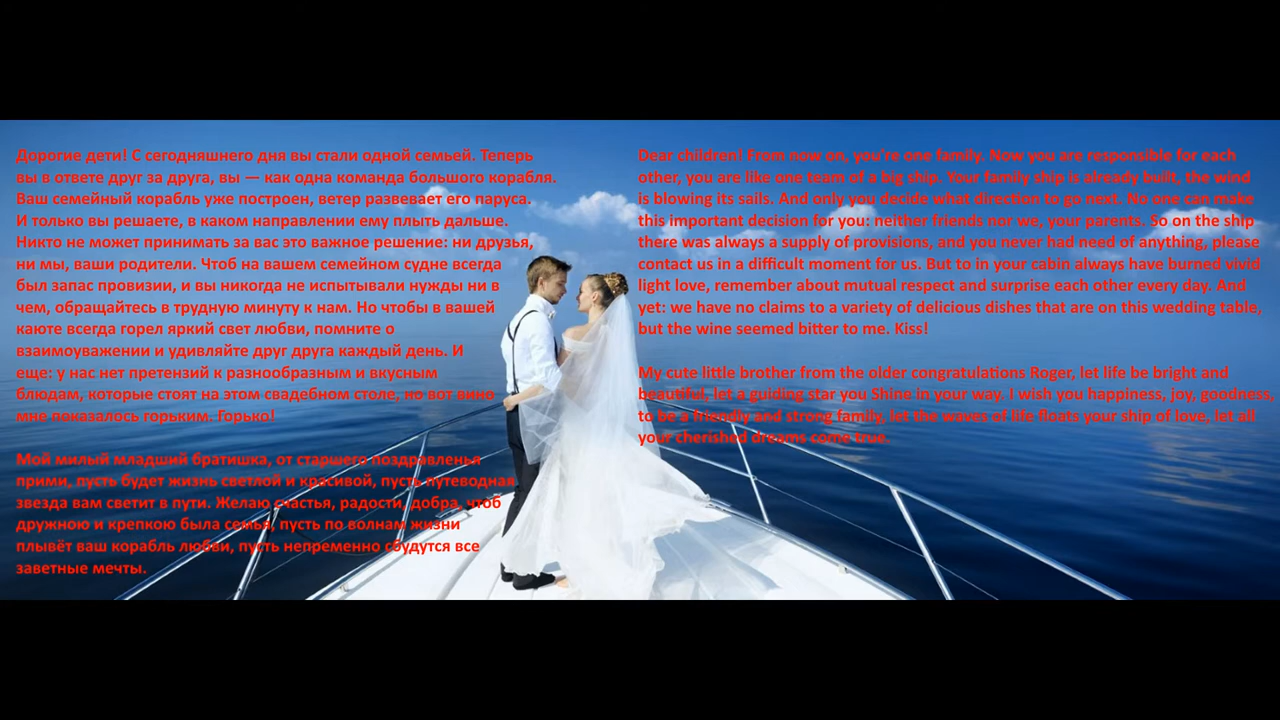 Дорогие дети! С сегодняшнего дня вы стали одной семьей. Теперь
вы в ответе друг за друга, вы — как одна команда большого корабля.
Ваш семейный корабль уже построен, ветер развевает его паруса.
И только вы решаете, в каком направлении ему плыть дальше.
Никто не может принимать за вас это важное решение: ни друзья,
ни мы, ваши родители. Чтоб на вашем семейном судне всегда
был запас провизии, и вы никогда не испытывали нужды ни в
чем, обращайтесь в трудную минуту к нам. Но чтобы в вашей
каюте всегда горел яркий свет любви, помните о
взаимоуважении и удивляйте друг друга каждый день. И
еще: у нас нет претензий к разнообразным и вкусным
блюдам, которые стоят на этом свадебном столе, но вот вино
мне показалось горьким. Горько!
Мой милый младший братишка, от старшего поздравленья
прими, пусть будет жизнь светлой и красивой, пусть путеводная
звезда вам светит в пути. Желаю счастья, радости, добра, чтоб
дружною и крепкою была семья, пусть по волнам жизни
плывёт ваш корабль любви, пусть непременно сбудутся все
заветные мечты.
Dear children! From now on, you're one family. Now you are responsible for each
other, you are like one team of a big ship. Your family ship is already built, the wind
is blowing its sails. And only you decide what direction to go next. No one can make
this important decision for you: neither friends nor we, your parents. So on the ship
there was always a supply of provisions, and you never had need of anything, please
contact us in a difficult moment for us. But to in your cabin always have burned vivid
light love, remember about mutual respect and surprise each other every day. And
yet: we have no claims to a variety of delicious dishes that are on this wedding table,
but the wine seemed bitter to me. Kiss!
My cute little brother from the older congratulations Roger, let life be bright and
beautiful, let a guiding star you Shine in your way. I wish you happiness, joy, goodness,
to be a friendly and strong family, let the waves of life floats your ship of love, let all
your cherished dreams come true.